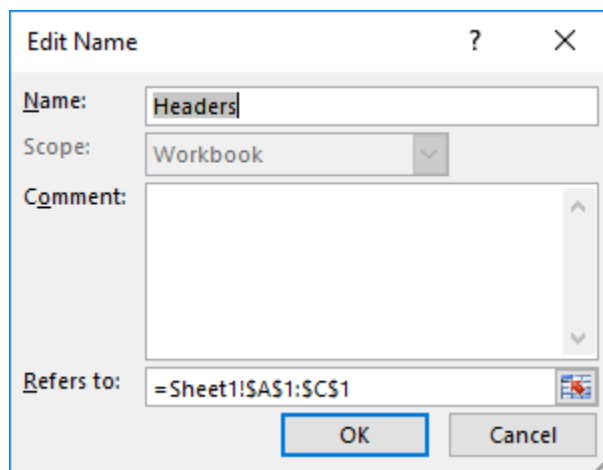 Edit Name ?
Name: Headers
Scope: Workbook
Comment:
Refers to: =Sheet1!$A$1:$C$1
OK Cancel